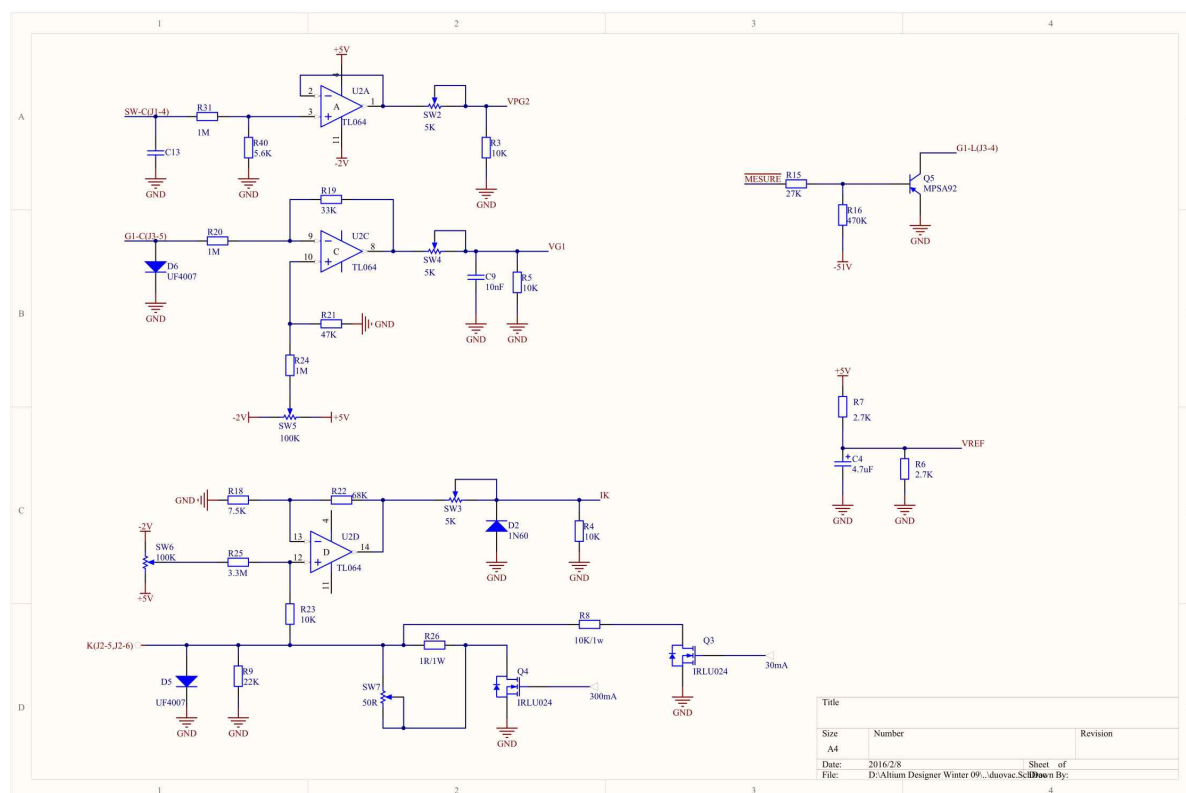 1
2
3
4
A
B
C
D
+5V
4
2
U2A
A
1
3
TL064
11
-2V
SW-C(J1-4)
R31
1M
R40
5.6K
C13
GND
GND
SW2
5K
VPG2
R3
10K
GND
R19
33K
G1-C(J3-5)
R20
1M
9
U2C
C
8
10
TL064
D6
UF4007
GND
SW4
5K
VG1
C9
10nF
R5
10K
GND
GND
R21
47K
GND
R24
1M
-2V
+5V
SW5
100K
MESURE
R15
27K
G1-L(J3-4)
Q5
MPSA92
R16
470K
GND
-51V
+5V
R7
2.7K
VREF
C4
4.7uF
R6
2.7K
GND
GND
GND
R18
7.5K
R22
68K
4
13
U2D
D
14
12
TL064
11
SW3
5K
IK
D2
1N60
R4
10K
GND
GND
-2V
SW6
100K
+5V
R25
3.3M
R23
10K
K(J2-5,J2-6)
D5
UF4007
GND
R9
22K
GND
R26
1R/1W
SW7
50R
Q4
IRLU024
300mA
GND
R8
10K/1w
Q3
IRLU024
30mA
GND
Title
Size
Number
Revision
A4
Date:
2016/2/8
Sheet of
File:
D:\Altium Designer Winter 09\..\duovac.SchDoc
Drawn By:
1
2
3
4
A
B
C
D